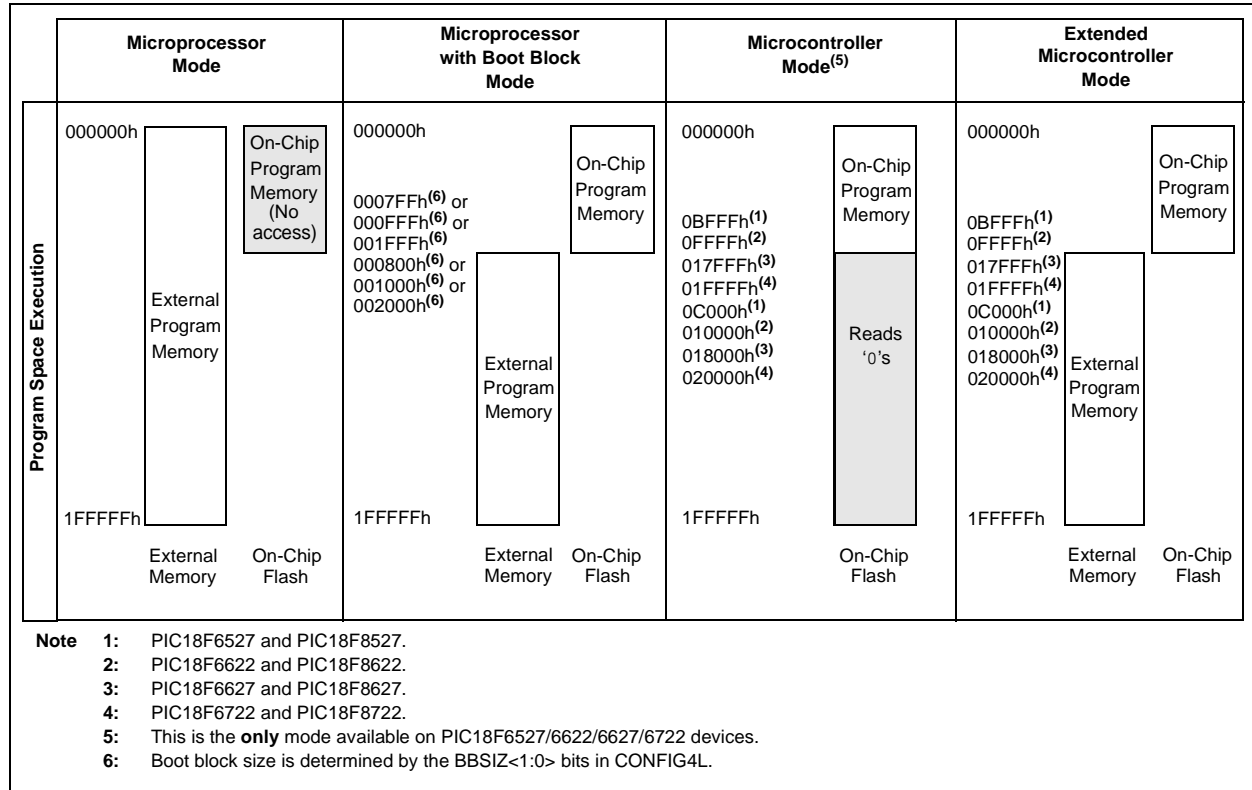 Microprocessor
Mode
Microprocessor
with Boot Block
Mode
Microcontroller
Mode(5)
Extended
Microcontroller
Mode
Program Space Execution
000000h
External
Program
Memory
On-Chip
Program
Memory
(No
access)
1FFFFFh
External
Memory
On-Chip
Flash
000000h
On-Chip
Program
Memory
0007FFh(6) or
000FFFh(6) or
001FFFh(6)
000800h(6) or
001000h(6) or
002000h(6)
External
Program
Memory
1FFFFFh
External
Memory
On-Chip
Flash
000000h
On-Chip
Program
Memory
0BFFFh(1)
0FFFFh(2)
017FFFh(3)
01FFFFh(4)
0C000h(1)
010000h(2)
018000h(3)
020000h(4)
Reads
‘0’s
1FFFFFh
On-Chip
Flash
000000h
On-Chip
Program
Memory
0BFFFh(1)
0FFFFh(2)
017FFFh(3)
01FFFFh(4)
0C000h(1)
010000h(2)
018000h(3)
020000h(4)
External
Program
Memory
1FFFFFh
External
Memory
On-Chip
Flash
Note 1: PIC18F6527 and PIC18F8527.
2: PIC18F6622 and PIC18F8622.
3: PIC18F6627 and PIC18F8627.
4: PIC18F6722 and PIC18F8722.
5: This is the only mode available on PIC18F6527/6622/6627/6722 devices.
6: Boot block size is determined by the BBSIZ<1:0> bits in CONFIG4L.